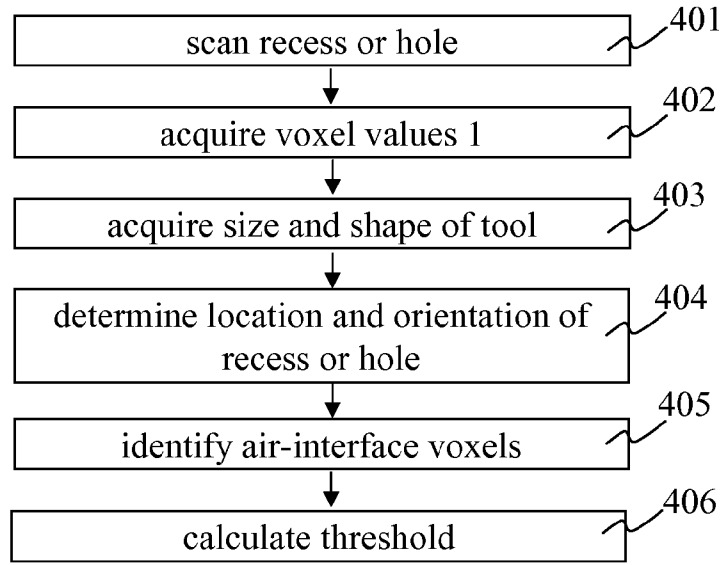 scan recess or hole
401
acquire voxel values 1
402
acquire size and shape of tool
403
determine location and orientation of
recess or hole
404
identify air-interface voxels
405
calculate threshold
406